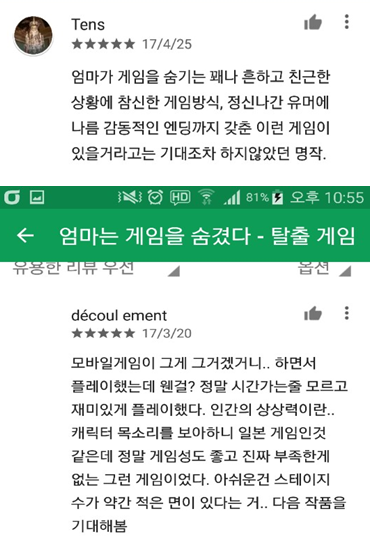 Tens
★★★★★ 17/4/25
엄마가 게임을 숨기는 꽤나 흔하고 친근한
상황에 참신한 게임방식, 정신나간 유머에
나름 감동적인 엔딩까지 갖춘 이런 게임이
있을거라고는 기대조차 하지않았던 명작.
HD 81% 오후 10:55
← 엄마는 게임을 숨겼다 - 탈출 게임
유용한 리뷰 우선 옵션
découl ement
★★★★★ 17/3/20
모바일게임이 그게 그거겠거니.. 하면서
플레이했는데 웬걸? 정말 시간가는줄 모르고
재미있게 플레이했다. 인간의 상상력이란..
캐릭터 목소리를 보아하니 일본 게임인것
같은데 정말 게임성도 좋고 진짜 부족한게
없는 그런 게임이었다. 아쉬운건 스테이지
수가 약간 적은 면이 있다는 거.. 다음 작품을
기대해봄